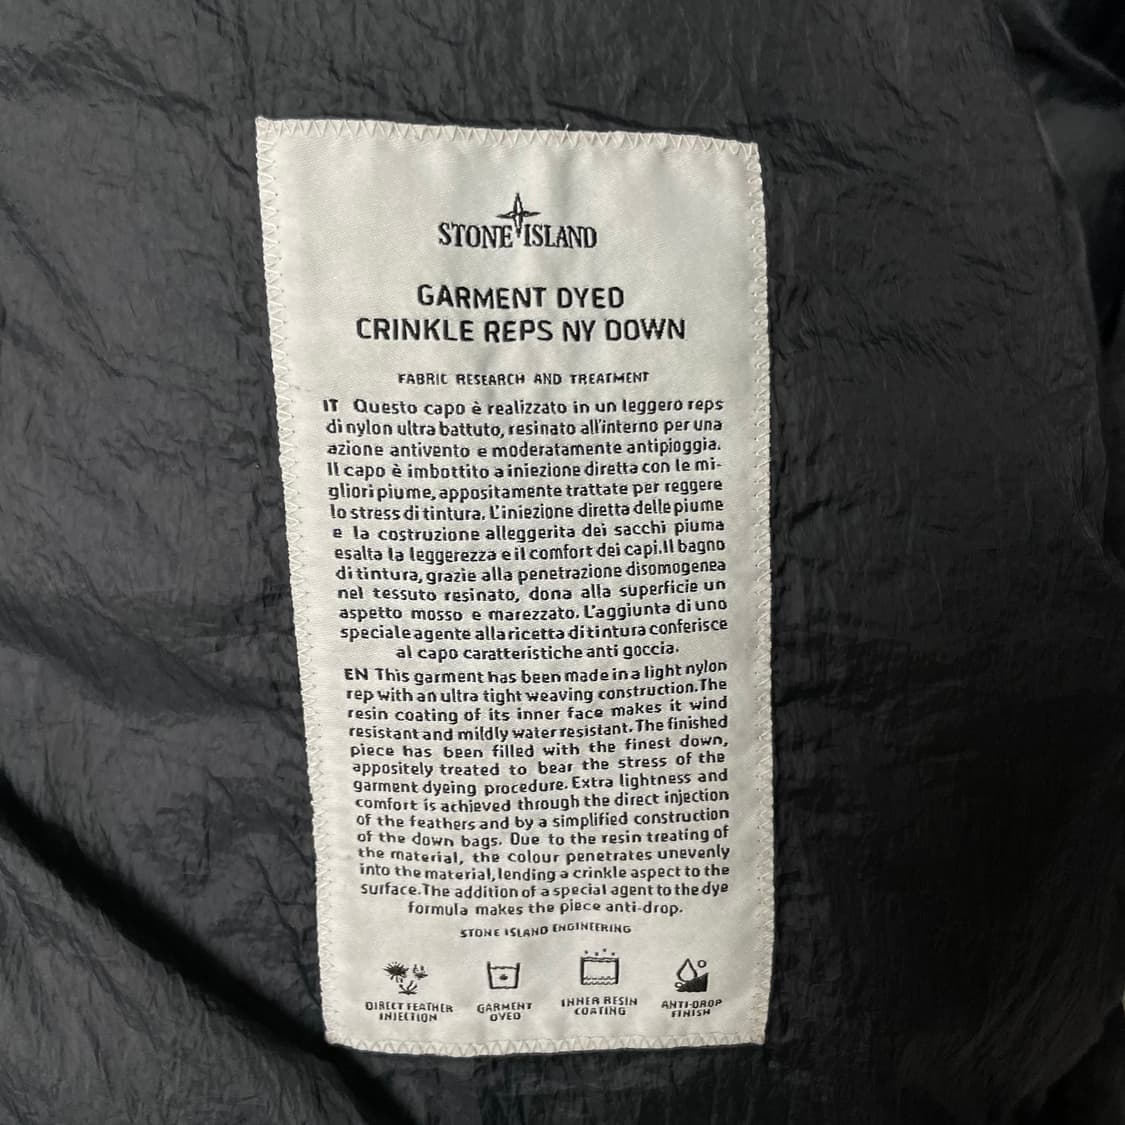 STONE ISLAND
GARMENT DYED
CRINKLE REPS NY DOWN
FABRIC RESEARCH AND TREATMENT
IT Questo capo è realizzato in un leggero reps
di nylon ultra battuto, resinato all'interno per una
azione antivento e moderatamente antipioggia.
Il capo è imbottito a iniezione diretta con le mi-
gliori piume, appositamente trattate per reggere
lo stress di tintura. L'iniezione diretta delle piume
e la costruzione alleggerita dei sacchi piuma
esalta la leggerezza e il comfort dei capi. Il bagno
di tintura, grazie alla penetrazione disomogenea
nel tessuto resinato, dona alla superficie un
aspetto mosso e marezzato. L'aggiunta di uno
speciale agente alla ricetta di tintura conferisce
al capo caratteristiche anti goccia.
EN This garment has been made in a light nylon
rep with an ultra tight weaving construction. The
resin coating of its inner face makes it wind
resistant and mildly water resistant. The finished
piece has been filled with the finest down,
appositely treated to bear the stress of the
garment dyeing procedure. Extra lightness and
comfort is achieved through the direct injection
of the feathers and by a simplified construction
of the down bags. Due to the resin treating of
the material, the colour penetrates unevenly
into the material, lending a crinkle aspect to the
surface. The addition of a special agent to the dye
formula makes the piece anti-drop.
STONE ISLAND ENGINEERING
DIRECT FEATHER
INJECTION
GARMENT
DYED
INNER RESIN
COATING
ANTI-DROP
FINISH